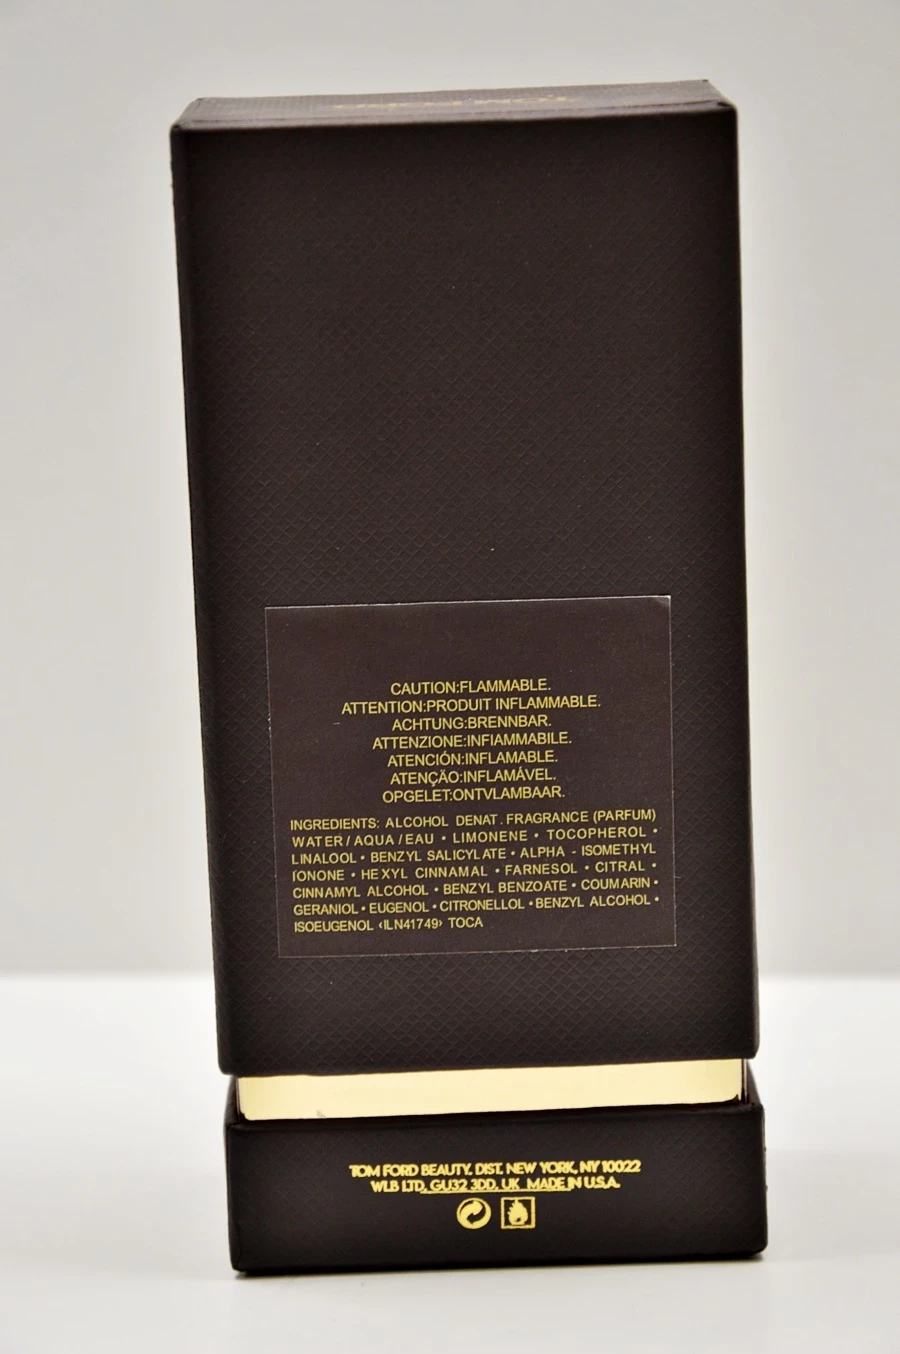 TOM FORD
CAUTION:FLAMMABLE.
ATTENTION:PRODUIT INFLAMMABLE.
ACHTUNG:BRENNBAR.
ATTENZIONE:INFIAMMABILE.
ATENCIÓN:INFLAMABLE.
ATENÇÃO:INFLAMÁVEL.
OPGELET:ONTVLAMBAAR.
INGREDIENTS: ALCOHOL DENAT. FRAGRANCE (PARFUM)
WATER / AQUA / EAU • LIMONENE • TOCOPHEROL •
LINALOOL • BENZYL SALICYLATE • ALPHA - ISOMETHYL
IONONE • HEXYL CINNAMAL • FARNESOL • CITRAL •
CINNAMYL ALCOHOL • BENZYL BENZOATE • COUMARIN •
GERANIOL • EUGENOL • CITRONELLOL • BENZYL ALCOHOL •
ISOEUGENOL ‹ILN41749› TOCA
TOM FORD BEAUTY. DIST. NEW YORK, NY 10022
WLB LTD, GU32 3DD, UK MADE IN U.S.A.